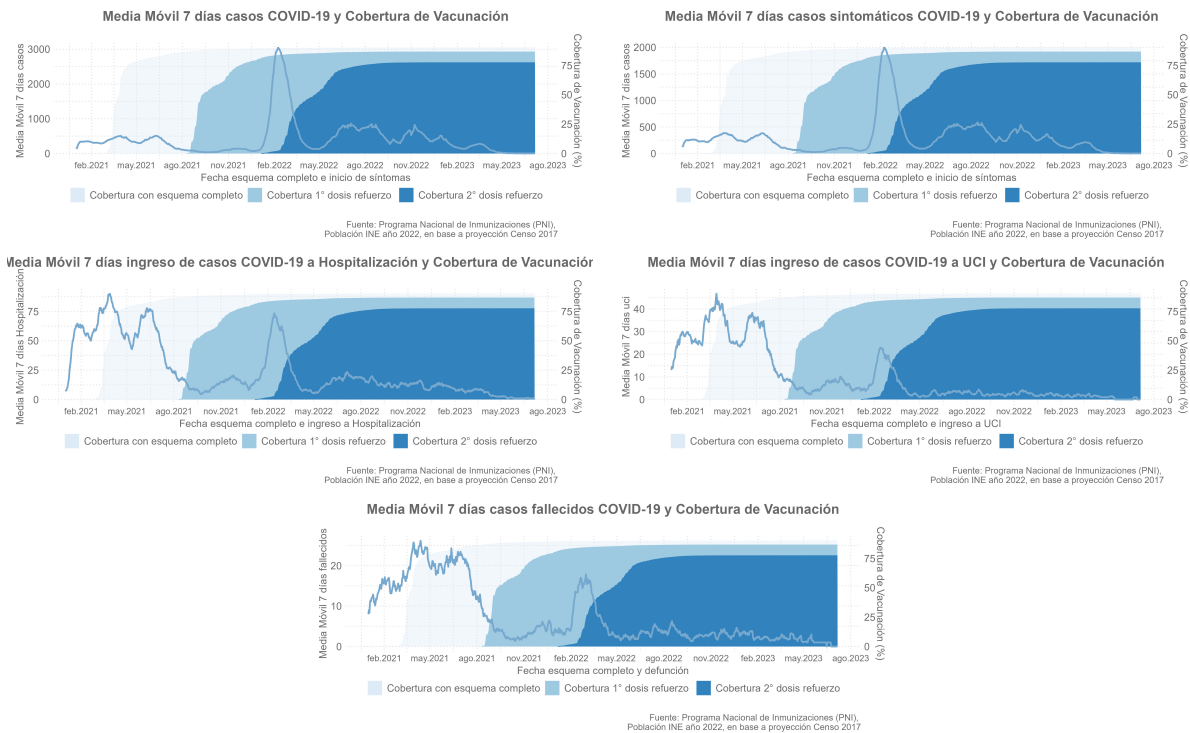 Media Móvil 7 días casos COVID-19 y Cobertura de Vacunación
Media Móvil 7 días casos
3000
2000
1000
0
Cobertura de Vacunación (%)
75
50
25
0
feb.2021 may.2021 ago.2021 nov.2021 feb.2022 may.2022 ago.2022 nov.2022 feb.2023 may.2023 ago.2023
Fecha esquema completo e inicio de síntomas
Cobertura con esquema completo Cobertura 1° dosis refuerzo Cobertura 2° dosis refuerzo
Fuente: Programa Nacional de Inmunizaciones (PNI),
Población INE año 2022, en base a proyección Censo 2017
Media Móvil 7 días casos sintomáticos COVID-19 y Cobertura de Vacunación
Media Móvil 7 días casos
2000
1500
1000
500
0
Cobertura de Vacunación (%)
75
50
25
0
feb.2021 may.2021 ago.2021 nov.2021 feb.2022 may.2022 ago.2022 nov.2022 feb.2023 may.2023 ago.2023
Fecha esquema completo e inicio de síntomas
Cobertura con esquema completo Cobertura 1° dosis refuerzo Cobertura 2° dosis refuerzo
Fuente: Programa Nacional de Inmunizaciones (PNI),
Población INE año 2022, en base a proyección Censo 2017
Media Móvil 7 días ingreso de casos COVID-19 a Hospitalización y Cobertura de Vacunación
Media Móvil 7 días Hospitalización
75
50
25
0
Cobertura de Vacunación (%)
75
50
25
0
feb.2021 may.2021 ago.2021 nov.2021 feb.2022 may.2022 ago.2022 nov.2022 feb.2023 may.2023 ago.2023
Fecha esquema completo e ingreso a Hospitalización
Cobertura con esquema completo Cobertura 1° dosis refuerzo Cobertura 2° dosis refuerzo
Fuente: Programa Nacional de Inmunizaciones (PNI),
Población INE año 2022, en base a proyección Censo 2017
Media Móvil 7 días ingreso de casos COVID-19 a UCI y Cobertura de Vacunación
Media Móvil 7 días uci
40
30
20
10
0
Cobertura de Vacunación (%)
75
50
25
0
feb.2021 may.2021 ago.2021 nov.2021 feb.2022 may.2022 ago.2022 nov.2022 feb.2023 may.2023 ago.2023
Fecha esquema completo e ingreso a UCI
Cobertura con esquema completo Cobertura 1° dosis refuerzo Cobertura 2° dosis refuerzo
Fuente: Programa Nacional de Inmunizaciones (PNI),
Población INE año 2022, en base a proyección Censo 2017
Media Móvil 7 días casos fallecidos COVID-19 y Cobertura de Vacunación
Media Móvil 7 días fallecidos
20
10
0
Cobertura de Vacunación (%)
75
50
25
0
feb.2021 may.2021 ago.2021 nov.2021 feb.2022 may.2022 ago.2022 nov.2022 feb.2023 may.2023 ago.2023
Fecha esquema completo y defunción
Cobertura con esquema completo Cobertura 1° dosis refuerzo Cobertura 2° dosis refuerzo
Fuente: Programa Nacional de Inmunizaciones (PNI),
Población INE año 2022, en base a proyección Censo 2017